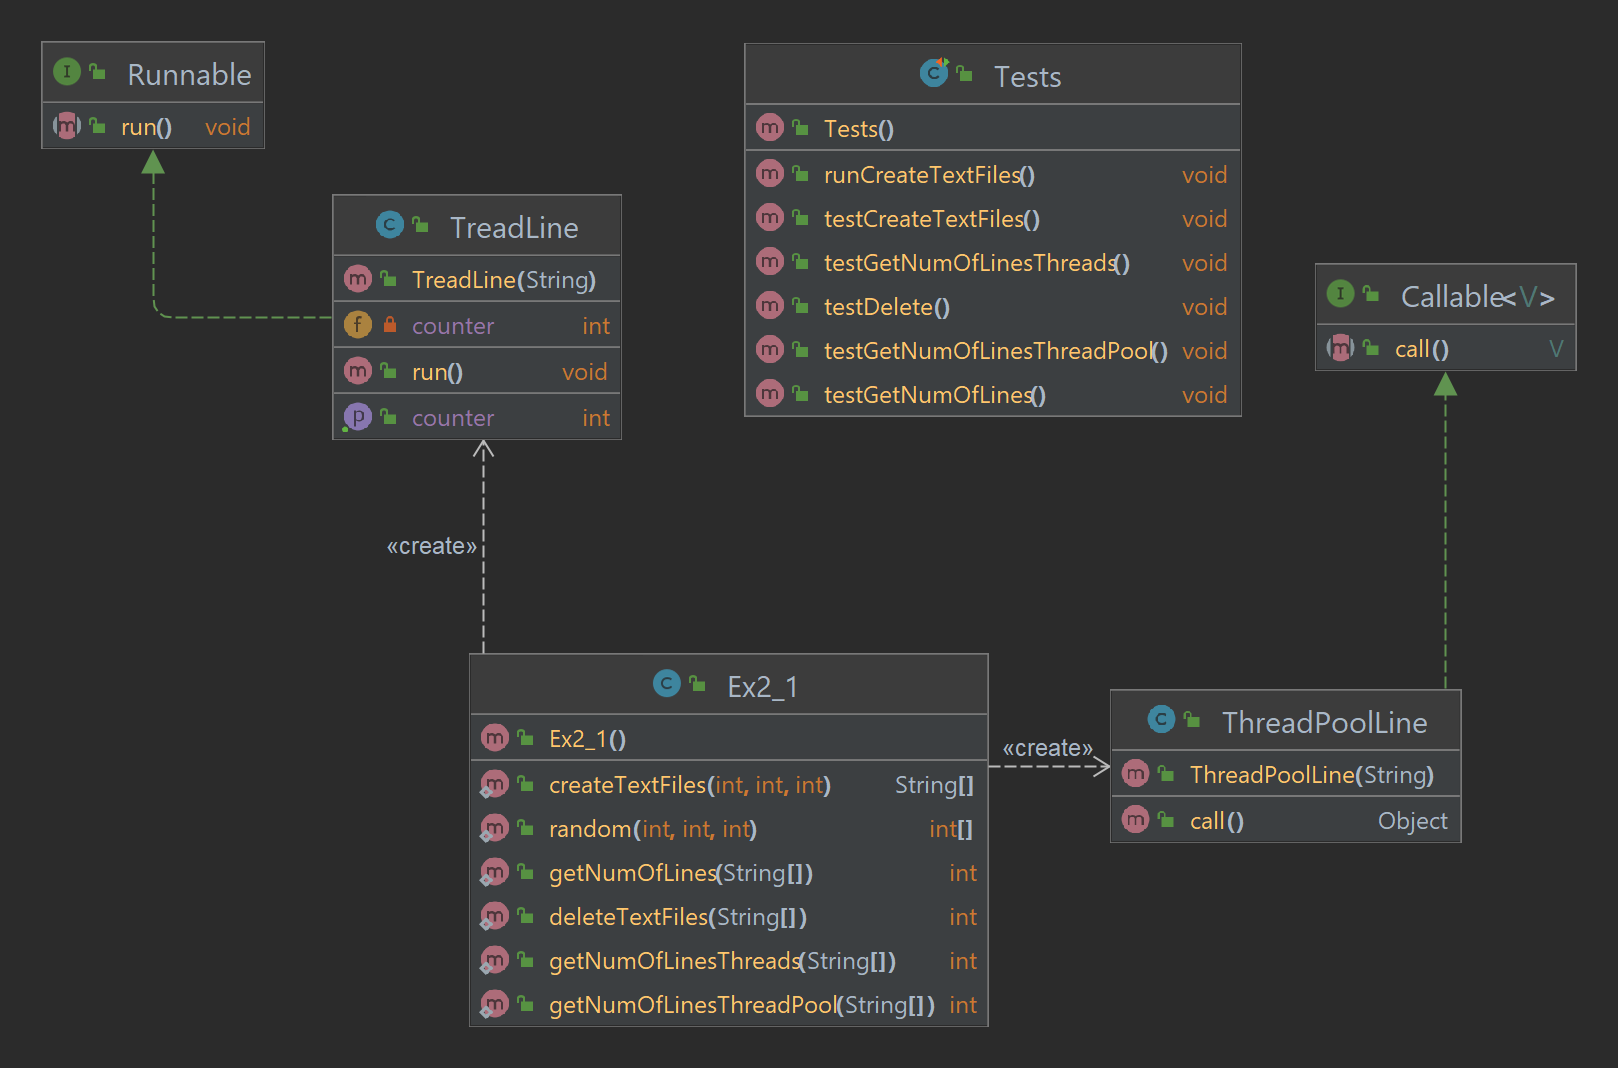 Runnable
run() void
TreadLine
TreadLine(String)
counter int
run() void
counter int
Tests
Tests()
runCreateTextFiles() void
testCreateTextFiles() void
testGetNumOfLinesThreads() void
testDelete() void
testGetNumOfLinesThreadPool() void
testGetNumOfLines() void
Callable<V>
call() V
«create»
Ex2_1
Ex2_1()
createTextFiles(int, int, int) String[]
random(int, int, int) int[]
getNumOfLines(String[]) int
deleteTextFiles(String[]) int
getNumOfLinesThreads(String[]) int
getNumOfLinesThreadPool(String[]) int
«create»
ThreadPoolLine
ThreadPoolLine(String)
call() Object